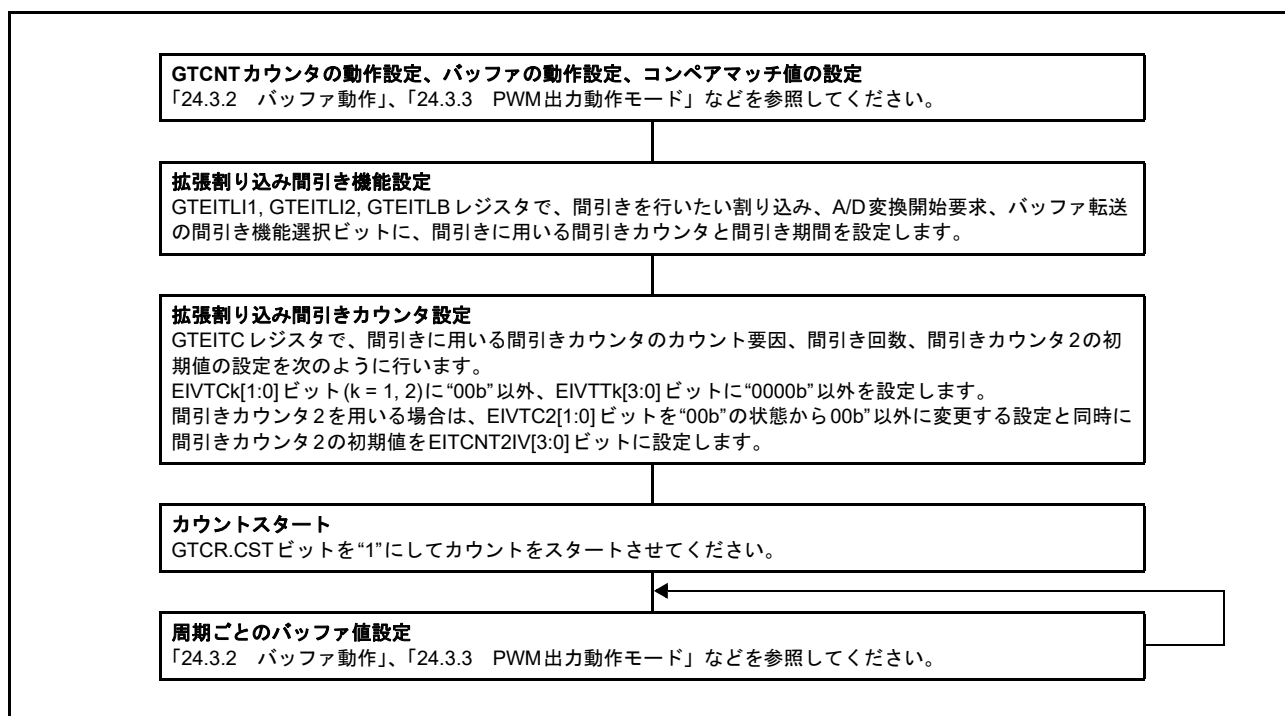 GTCNTカウンタの動作設定、バッファの動作設定、コンペアマッチ値の設定
「24.3.2　バッファ動作」、「24.3.3　PWM出力動作モード」などを参照してください。
拡張割り込み間引き機能設定
GTEITLI1, GTEITLI2, GTEITLBレジスタで、間引きを行いたい割り込み、A/D変換開始要求、バッファ転送
の間引き機能選択ビットに、間引きに用いる間引きカウンタと間引き期間を設定します。
拡張割り込み間引きカウンタ設定
GTEITCレジスタで、間引きに用いる間引きカウンタのカウント要因、間引き回数、間引きカウンタ2の初
期値の設定を次のように行います。
EIVTCk[1:0]ビット(k = 1, 2)に“00b”以外、EIVTTk[3:0]ビットに“0000b”以外を設定します。
間引きカウンタ2を用いる場合は、EIVTC2[1:0]ビットを“00b”の状態から00b”以外に変更する設定と同時に
間引きカウンタ2の初期値をEITCNT2IV[3:0]ビットに設定します。
カウントスタート
GTCR.CSTビットを“1”にしてカウントをスタートさせてください。
周期ごとのバッファ値設定
「24.3.2　バッファ動作」、「24.3.3　PWM出力動作モード」などを参照してください。